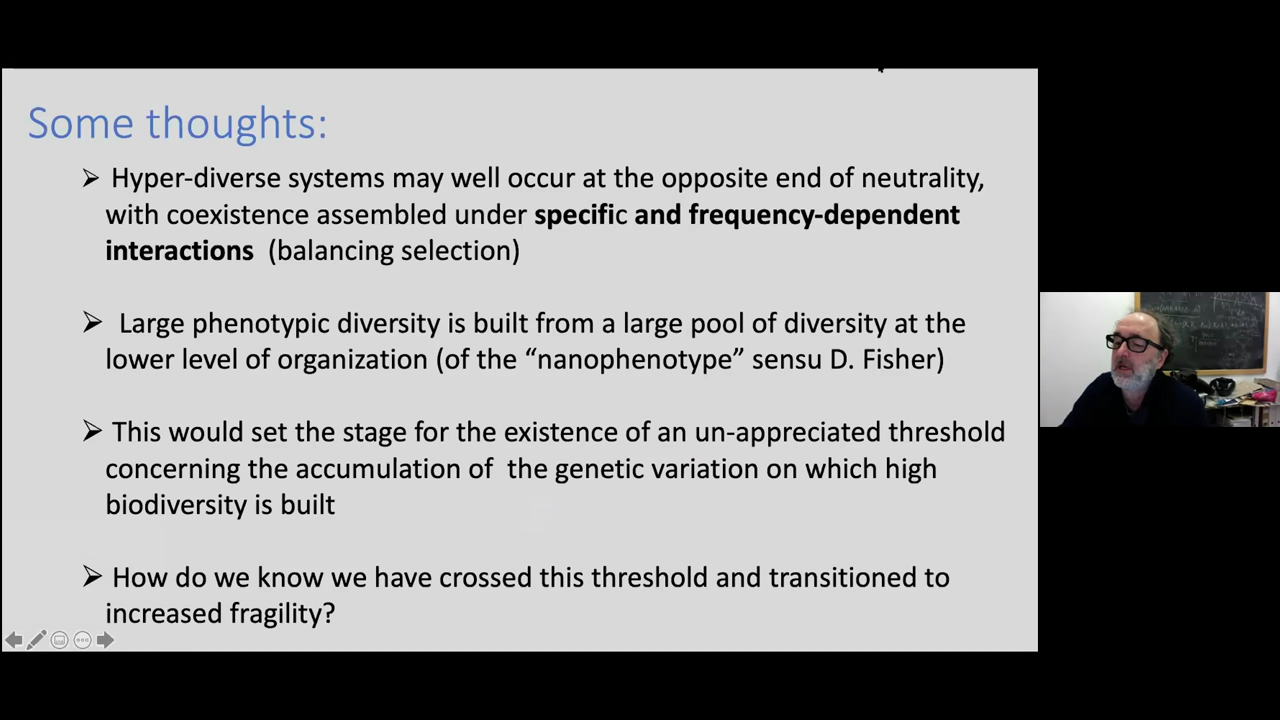 Some thoughts:
➢ Hyper-diverse systems may well occur at the opposite end of neutrality,
with coexistence assembled under specific and frequency-dependent
interactions (balancing selection)
➢ Large phenotypic diversity is built from a large pool of diversity at the
lower level of organization (of the “nanophenotype” sensu D. Fisher)
➢ This would set the stage for the existence of an un-appreciated threshold
concerning the accumulation of the genetic variation on which high
biodiversity is built
➢ How do we know we have crossed this threshold and transitioned to
increased fragility?